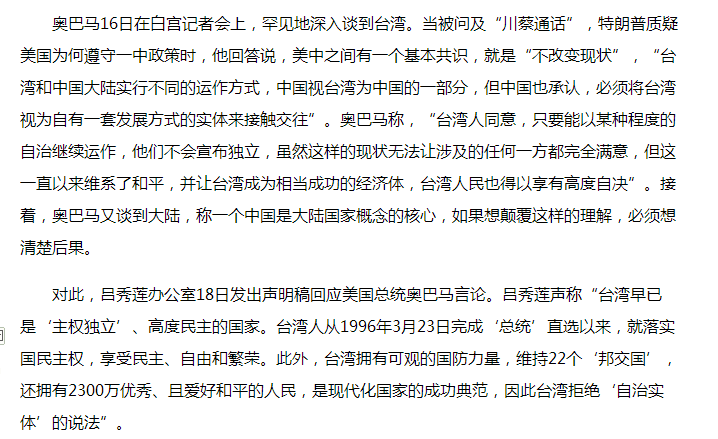 奥巴马16日在白宫记者会上，罕见地深入谈到台湾。当被问及“川蔡通话”，特朗普质疑
美国为何遵守一中政策时，他回答说，美中之间有一个基本共识，就是“不改变现状”，“台
湾和中国大陆实行不同的运作方式，中国视台湾为中国的一部分，但中国也承认，必须将台湾
视为自有一套发展方式的实体来接触交往”。奥巴马称，“台湾人同意，只要能以某种程度的
自治继续运作，他们不会宣布独立，虽然这样的现状无法让涉及的任何一方都完全满意，但这
一直以来维系了和平，并让台湾成为相当成功的经济体，台湾人民也得以享有高度自决”。接
着，奥巴马又谈到大陆，称一个中国是大陆国家概念的核心，如果想颠覆这样的理解，必须想
清楚后果。
对此，吕秀莲办公室18日发出声明稿回应美国总统奥巴马言论。吕秀莲声称“台湾早已
是‘主权独立’、高度民主的国家。台湾人从1996年3月23日完成‘总统’直选以来，就落实
国民主权，享受民主、自由和繁荣。此外，台湾拥有可观的国防力量，维持22个‘邦交国’，
还拥有2300万优秀、且爱好和平的人民，是现代化国家的成功典范，因此台湾拒绝‘自治实
体’的说法”。